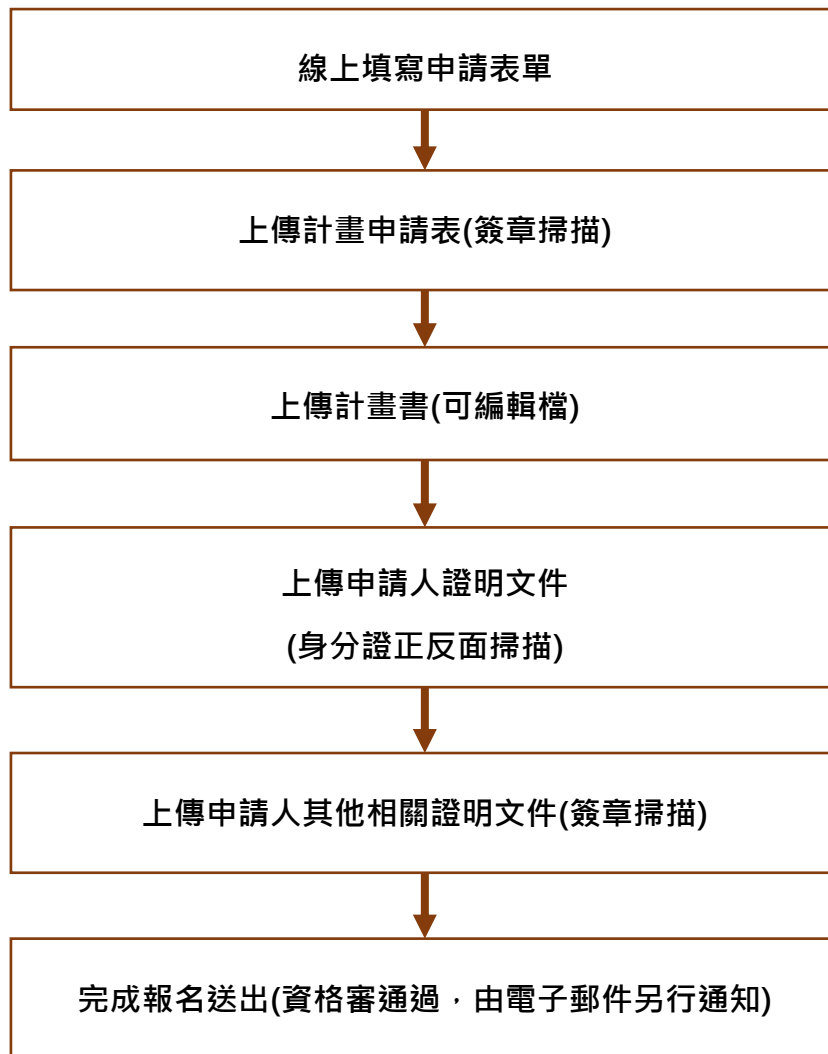 線上填寫申請表單
上傳計畫申請表(簽章掃描)
上傳計畫書(可編輯檔)
上傳申請人證明文件
(身分證正反面掃描)
上傳申請人其他相關證明文件(簽章掃描)
完成報名送出(資格審通過，由電子郵件另行通知)